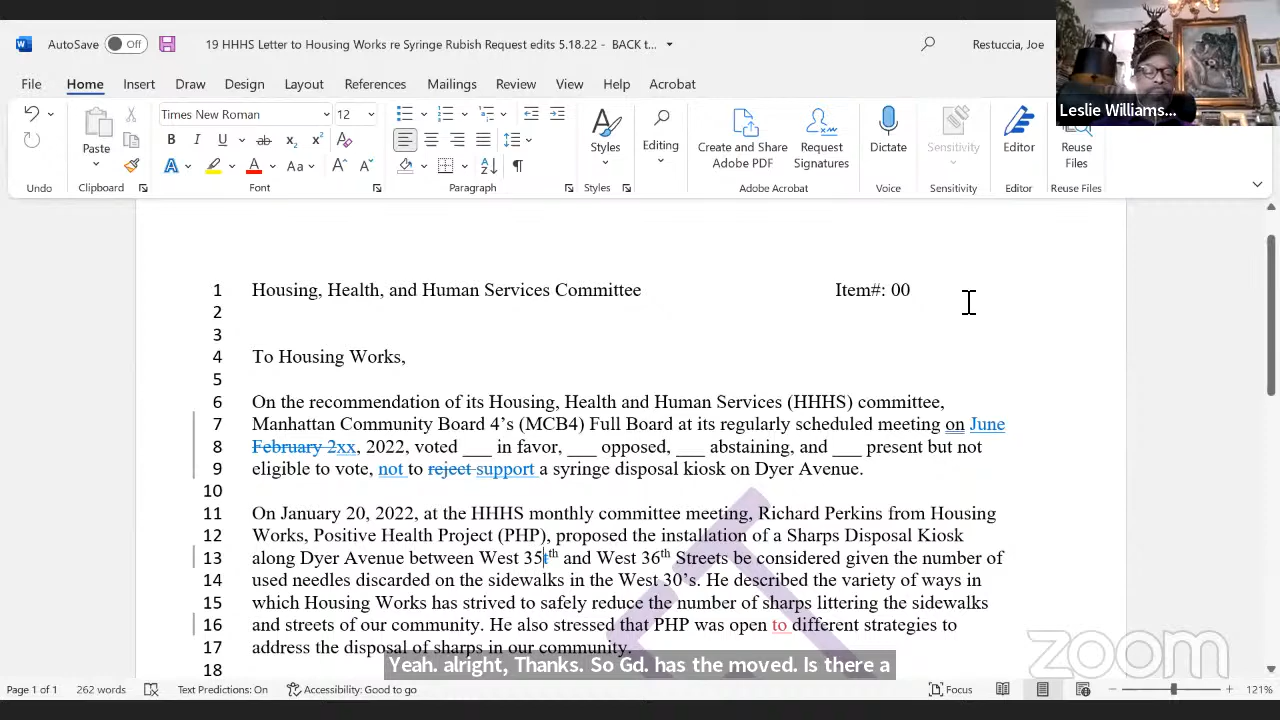 AutoSave Off 19 HHHS Letter to Housing Works re Syringe Rubish Request edits 5.18.22 - BACK t... Restuccia, Joe
File Home Insert Draw Design Layout References Mailings Review View Help Acrobat
Leslie Williams...
Times New Roman 12
Paste Styles Editing Create and Share Adobe PDF Request Signatures Dictate Sensitivity Editor Reuse Files
Undo Clipboard Font Paragraph Styles Adobe Acrobat Voice Sensitivity Editor Reuse Files
1 Housing, Health, and Human Services Committee Item#: 00
2
3
4 To Housing Works,
5
6 On the recommendation of its Housing, Health and Human Services (HHHS) committee,
7 Manhattan Community Board 4's (MCB4) Full Board at its regularly scheduled meeting on June
8 February 2xx, 2022, voted ___ in favor, ___ opposed, ___ abstaining, and ___ present but not
9 eligible to vote, not to reject support a syringe disposal kiosk on Dyer Avenue.
10
11 On January 20, 2022, at the HHHS monthly committee meeting, Richard Perkins from Housing
12 Works, Positive Health Project (PHP), proposed the installation of a Sharps Disposal Kiosk
13 along Dyer Avenue between West 35tth and West 36th Streets be considered given the number of
14 used needles discarded on the sidewalks in the West 30's. He described the variety of ways in
15 which Housing Works has strived to safely reduce the number of sharps littering the sidewalks
16 and streets of our community. He also stressed that PHP was open to different strategies to
17 address the disposal of sharps in our community.
18
Yeah. alright, Thanks. So Gd. has the moved. Is there a
zoom
Page 1 of 1 262 words Text Predictions: On Accessibility: Good to go Focus 121%